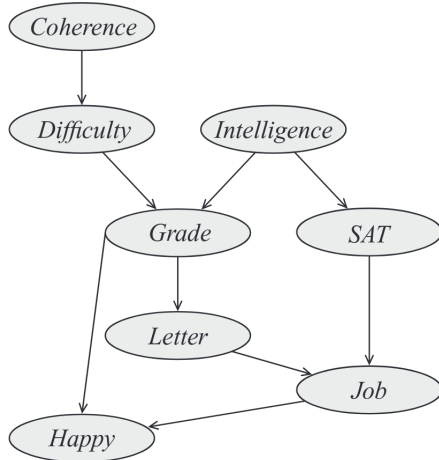 Coherence
Difficulty
Intelligence
Grade
SAT
Letter
Job
Happy